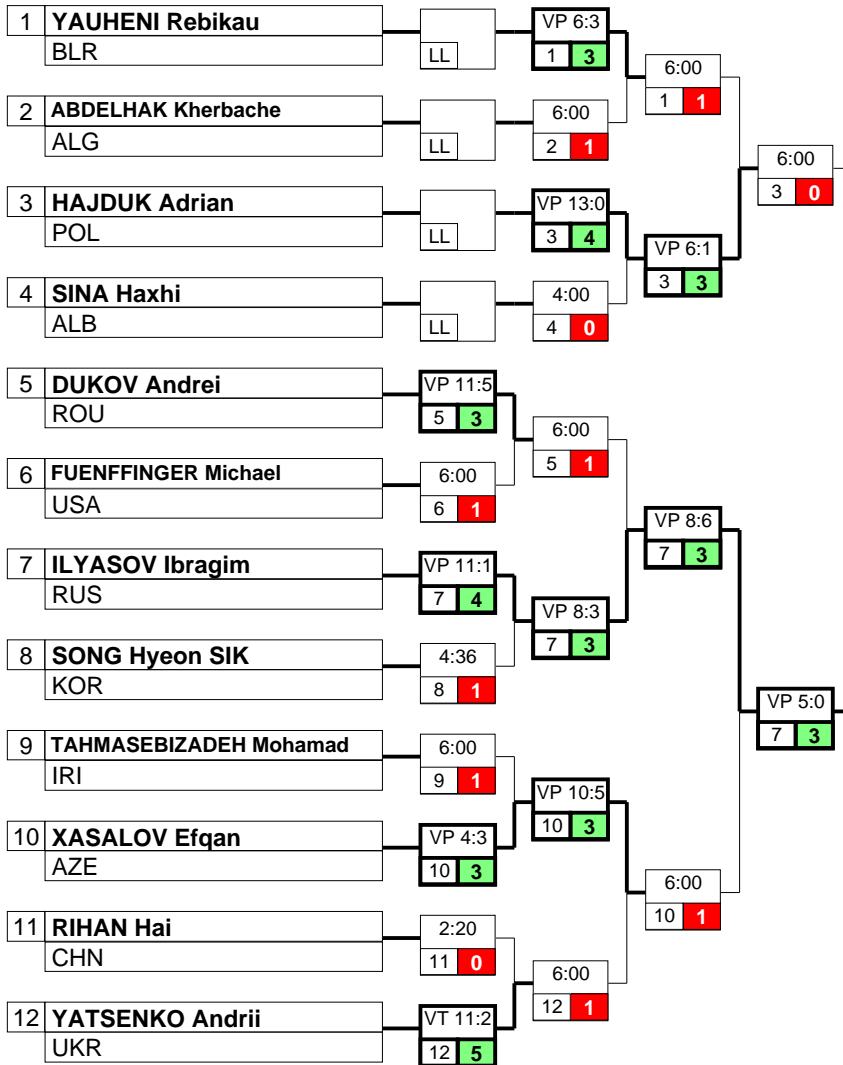 1 YAUHENI Rebikau
BLR
LL
VP 6:3
1 3
6:00
1 1
2 ABDELHAK Kherbache
ALG
LL
6:00
2 1
6:00
3 0
3 HAJDUK Adrian
POL
LL
VP 13:0
3 4
VP 6:1
3 3
4 SINA Haxhi
ALB
LL
4:00
4 0
5 DUKOV Andrei
ROU
VP 11:5
5 3
6:00
5 1
6 FUENFFINGER Michael
USA
6:00
6 1
VP 8:6
7 3
7 ILYASOV Ibragim
RUS
VP 11:1
7 4
VP 8:3
7 3
8 SONG Hyeon SIK
KOR
4:36
8 1
VP 5:0
7 3
9 TAHMASEBIZADEH Mohamad
IRI
6:00
9 1
VP 10:5
10 3
10 XASALOV Efqan
AZE
VP 4:3
10 3
6:00
10 1
11 RIHAN Hai
CHN
2:20
11 0
6:00
12 1
12 YATSENKO Andrii
UKR
VT 11:2
12 5